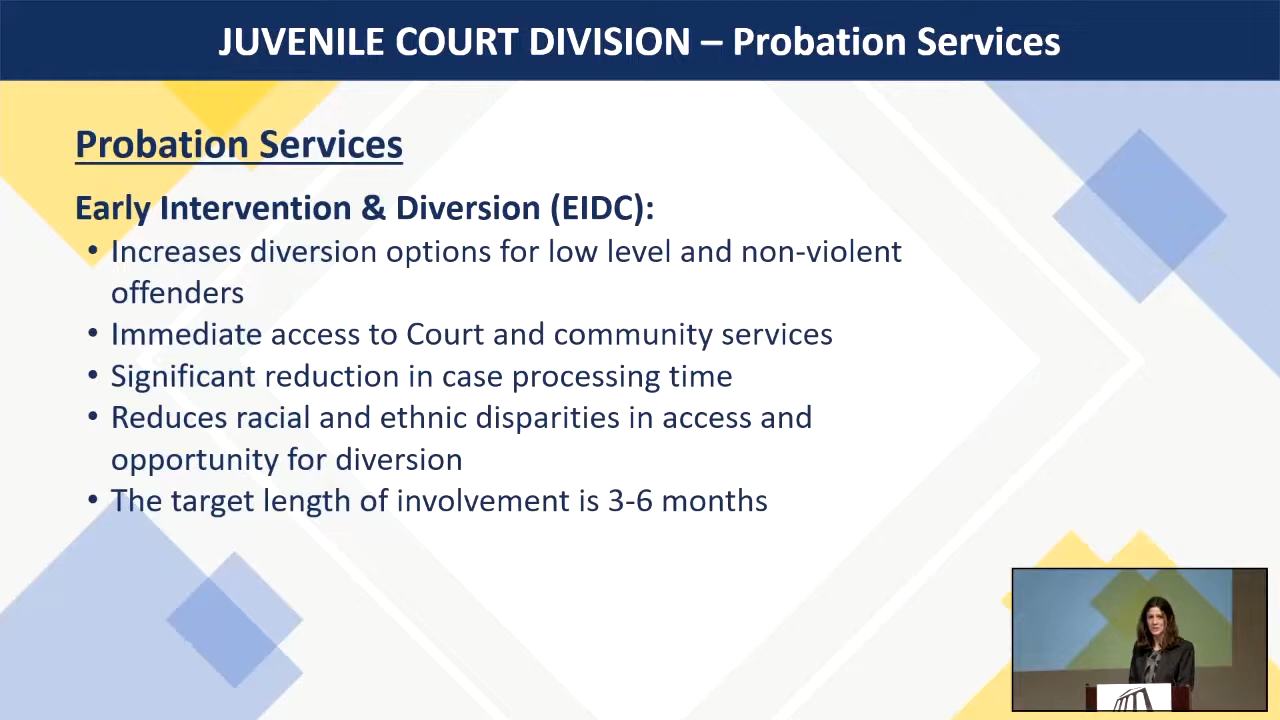 JUVENILE COURT DIVISION – Probation Services
Probation Services
Early Intervention & Diversion (EIDC):
• Increases diversion options for low level and non-violent
offenders
• Immediate access to Court and community services
• Significant reduction in case processing time
• Reduces racial and ethnic disparities in access and
opportunity for diversion
• The target length of involvement is 3-6 months